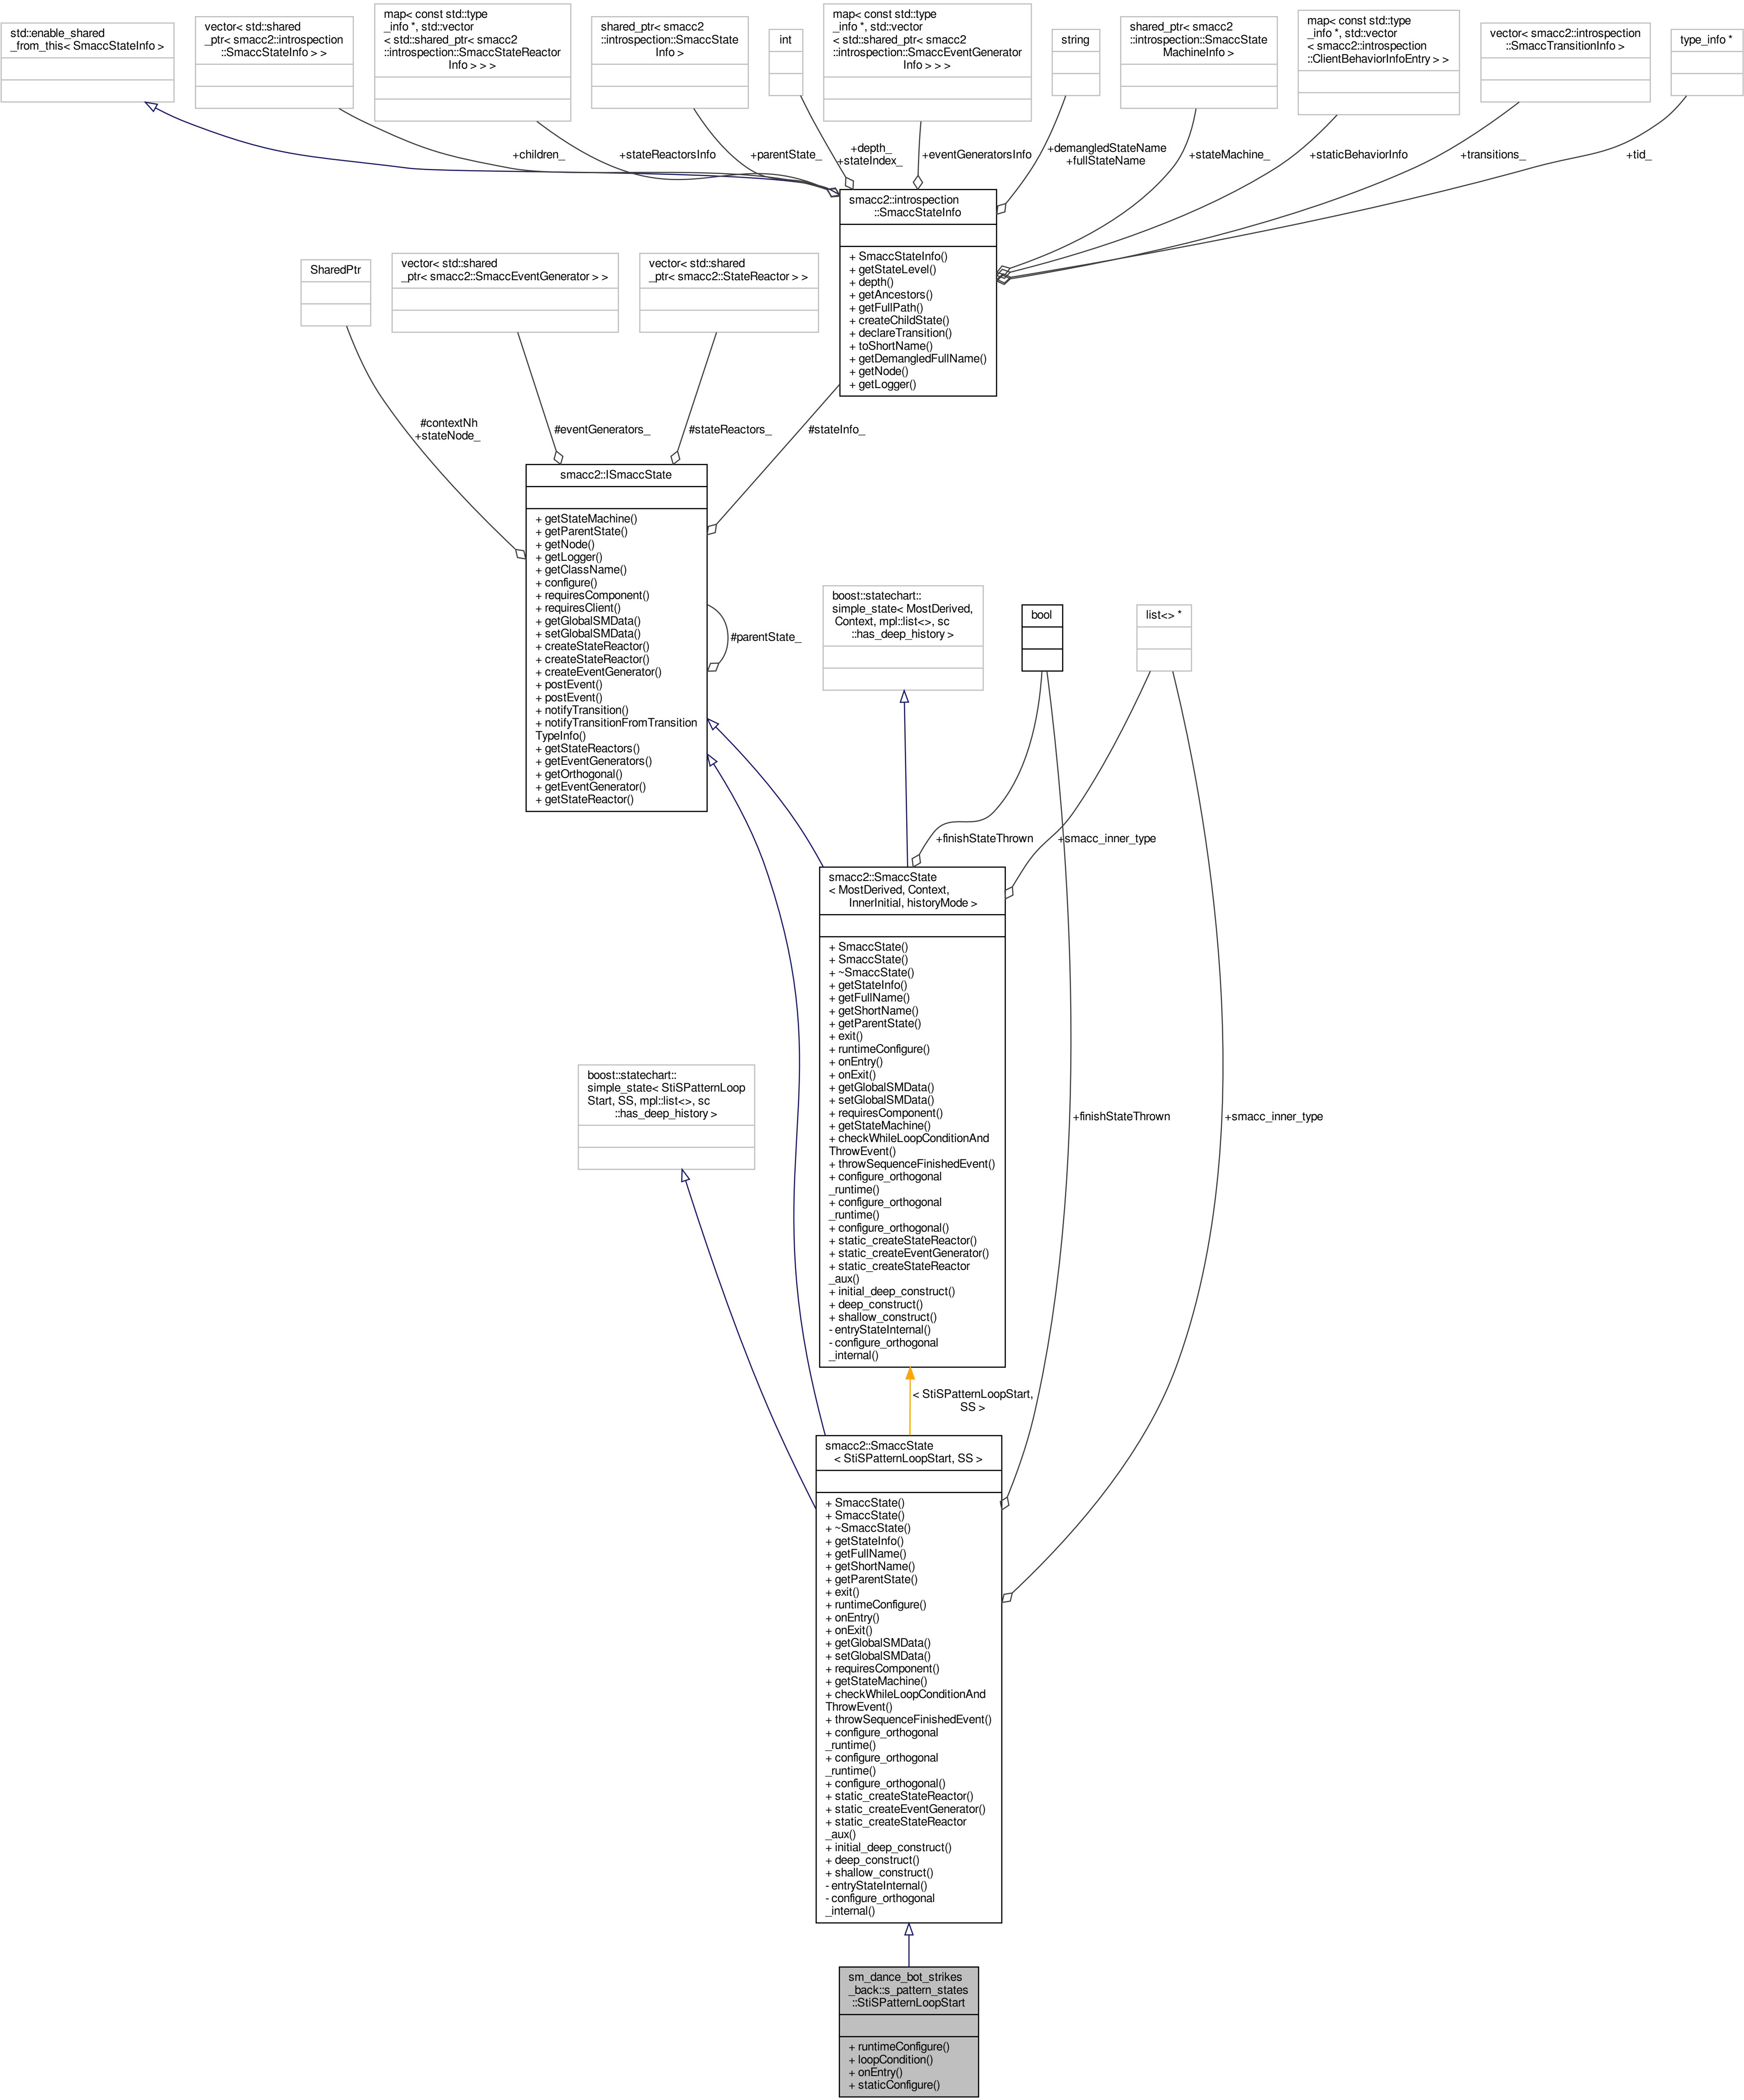 std::enable_shared
_from_this< SmaccStateInfo >
vector< std::shared
_ptr< smacc2::introspection
::SmaccStateInfo > >
map< const std::type
_info *, std::vector
< std::shared_ptr< smacc2
::introspection::SmaccStateReactor
Info > > >
shared_ptr< smacc2
::introspection::SmaccState
Info >
int
map< const std::type
_info *, std::vector
< std::shared_ptr< smacc2
::introspection::SmaccEventGenerator
Info > > >
string
shared_ptr< smacc2
::introspection::SmaccState
MachineInfo >
map< const std::type
_info *, std::vector
< smacc2::introspection
::ClientBehaviorInfoEntry > >
vector< smacc2::introspection
::SmaccTransitionInfo >
type_info *
+children_
+stateReactorsInfo
+parentState_
+depth_
+stateIndex_
+eventGeneratorsInfo
+demangledStateName
+fullStateName
+stateMachine_
+staticBehaviorInfo
+transitions_
+tid_
smacc2::introspection
::SmaccStateInfo
+ SmaccStateInfo()
+ getStateLevel()
+ depth()
+ getAncestors()
+ getFullPath()
+ createChildState()
+ declareTransition()
+ toShortName()
+ getDemangledFullName()
+ getNode()
+ getLogger()
SharedPtr
vector< std::shared
_ptr< smacc2::SmaccEventGenerator > >
vector< std::shared
_ptr< smacc2::StateReactor > >
#contextNh
+stateNode_
#eventGenerators_
#stateReactors_
#stateInfo_
smacc2::ISmaccState
+ getStateMachine()
+ getParentState()
+ getNode()
+ getLogger()
+ getClassName()
+ configure()
+ requiresComponent()
+ requiresClient()
+ getGlobalSMData()
+ setGlobalSMData()
+ createStateReactor()
+ createStateReactor()
+ createEventGenerator()
+ postEvent()
+ postEvent()
+ notifyTransition()
+ notifyTransitionFromTransition
TypeInfo()
+ getStateReactors()
+ getEventGenerators()
+ getOrthogonal()
+ getEventGenerator()
+ getStateReactor()
#parentState_
boost::statechart::
simple_state< MostDerived,
Context, mpl::list<>, sc
::has_deep_history >
bool
list<> *
+finishStateThrown
+smacc_inner_type
smacc2::SmaccState
< MostDerived, Context,
InnerInitial, historyMode >
+ SmaccState()
+ SmaccState()
+ ~SmaccState()
+ getStateInfo()
+ getFullName()
+ getShortName()
+ getParentState()
+ exit()
+ runtimeConfigure()
+ onEntry()
+ onExit()
+ getGlobalSMData()
+ setGlobalSMData()
+ requiresComponent()
+ getStateMachine()
+ checkWhileLoopConditionAnd
ThrowEvent()
+ throwSequenceFinishedEvent()
+ configure_orthogonal
_runtime()
+ configure_orthogonal
_runtime()
+ configure_orthogonal()
+ static_createStateReactor()
+ static_createEventGenerator()
+ static_createStateReactor
_aux()
+ initial_deep_construct()
+ deep_construct()
+ shallow_construct()
- entryStateInternal()
- configure_orthogonal
_internal()
boost::statechart::
simple_state< StiSPatternLoop
Start, SS, mpl::list<>, sc
::has_deep_history >
+finishStateThrown
+smacc_inner_type
< StiSPatternLoopStart,
SS >
smacc2::SmaccState
< StiSPatternLoopStart, SS >
+ SmaccState()
+ SmaccState()
+ ~SmaccState()
+ getStateInfo()
+ getFullName()
+ getShortName()
+ getParentState()
+ exit()
+ runtimeConfigure()
+ onEntry()
+ onExit()
+ getGlobalSMData()
+ setGlobalSMData()
+ requiresComponent()
+ getStateMachine()
+ checkWhileLoopConditionAnd
ThrowEvent()
+ throwSequenceFinishedEvent()
+ configure_orthogonal
_runtime()
+ configure_orthogonal
_runtime()
+ configure_orthogonal()
+ static_createStateReactor()
+ static_createEventGenerator()
+ static_createStateReactor
_aux()
+ initial_deep_construct()
+ deep_construct()
+ shallow_construct()
- entryStateInternal()
- configure_orthogonal
_internal()
sm_dance_bot_strikes
_back::s_pattern_states
::StiSPatternLoopStart
+ runtimeConfigure()
+ loopCondition()
+ onEntry()
+ staticConfigure()